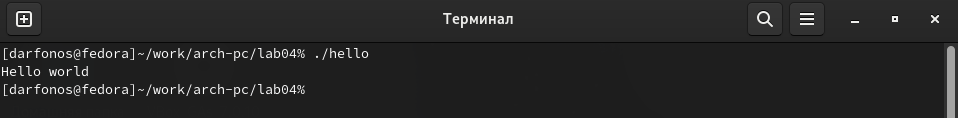 Терминал
[darfonos@fedora]~/work/arch-pc/lab04% ./hello
Hello world
[darfonos@fedora]~/work/arch-pc/lab04%